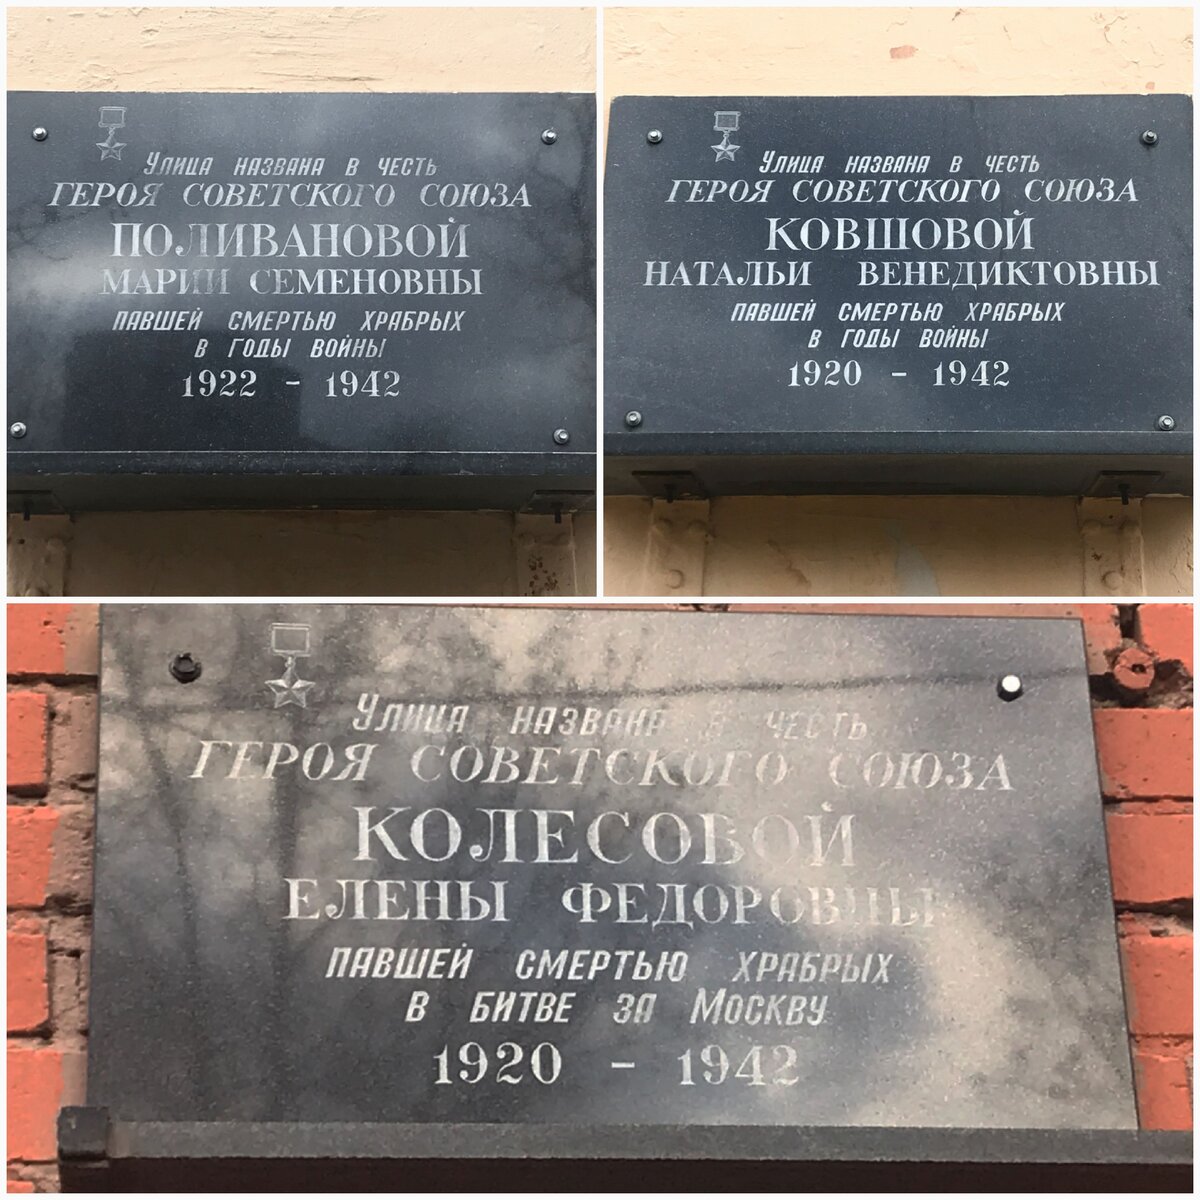 Улица названа в честь
ГЕРОЯ СОВЕТСКОГО СОЮЗА
ПОЛИВАНОВОЙ
МАРИИ СЕМЕНОВНЫ
ПАВШЕЙ СМЕРТЬЮ ХРАБРЫХ
В ГОДЫ ВОЙНЫ
1922 - 1942
Улица названа в честь
ГЕРОЯ СОВЕТСКОГО СОЮЗА
КОВШОВОЙ
НАТАЛЬИ ВЕНЕДИКТОВНЫ
ПАВШЕЙ СМЕРТЬЮ ХРАБРЫХ
В ГОДЫ ВОЙНЫ
1920 - 1942
Улица названа в честь
ГЕРОЯ СОВЕТСКОГО СОЮЗА
КОЛЕСОВОЙ
ЕЛЕНЫ ФЕДОРОВНЫ
ПАВШЕЙ СМЕРТЬЮ ХРАБРЫХ
В БИТВЕ ЗА МОСКВУ
1920 - 1942